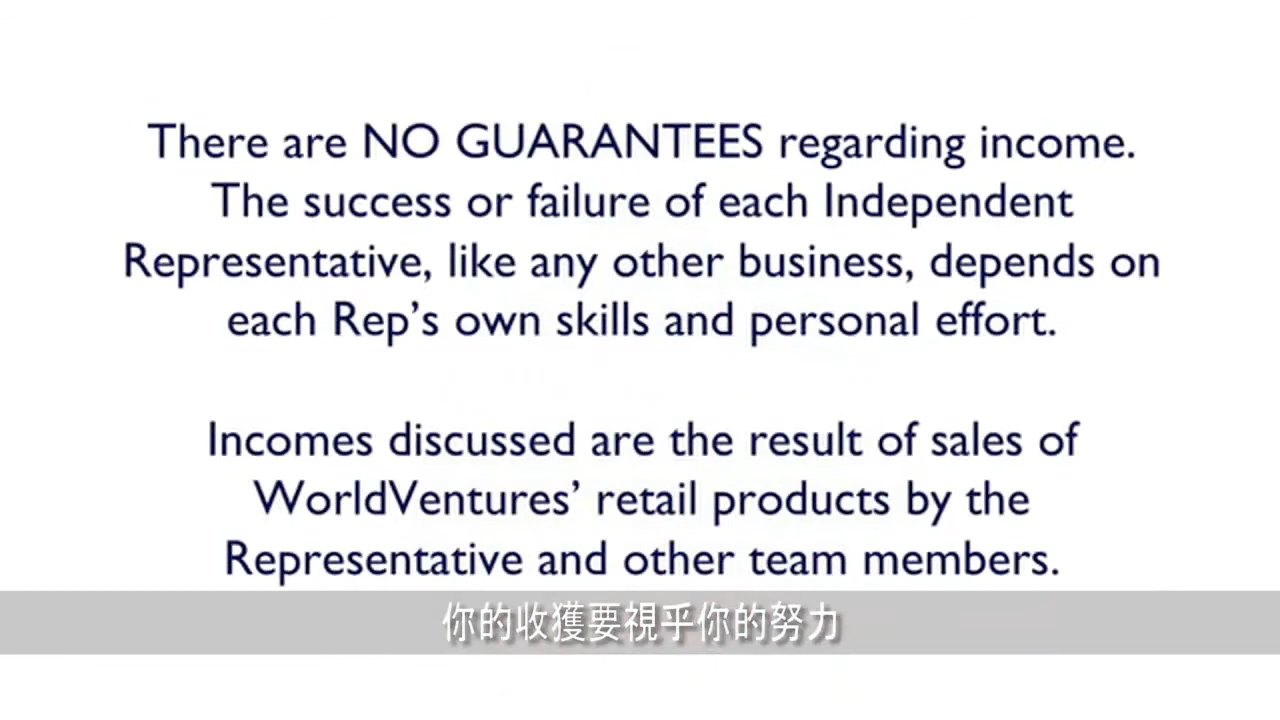 There are NO GUARANTEES regarding income.
The success or failure of each Independent
Representative, like any other business, depends on
each Rep’s own skills and personal effort.
Incomes discussed are the result of sales of
WorldVentures’ retail products by the
Representative and other team members.
你的收獲要視乎你的努力